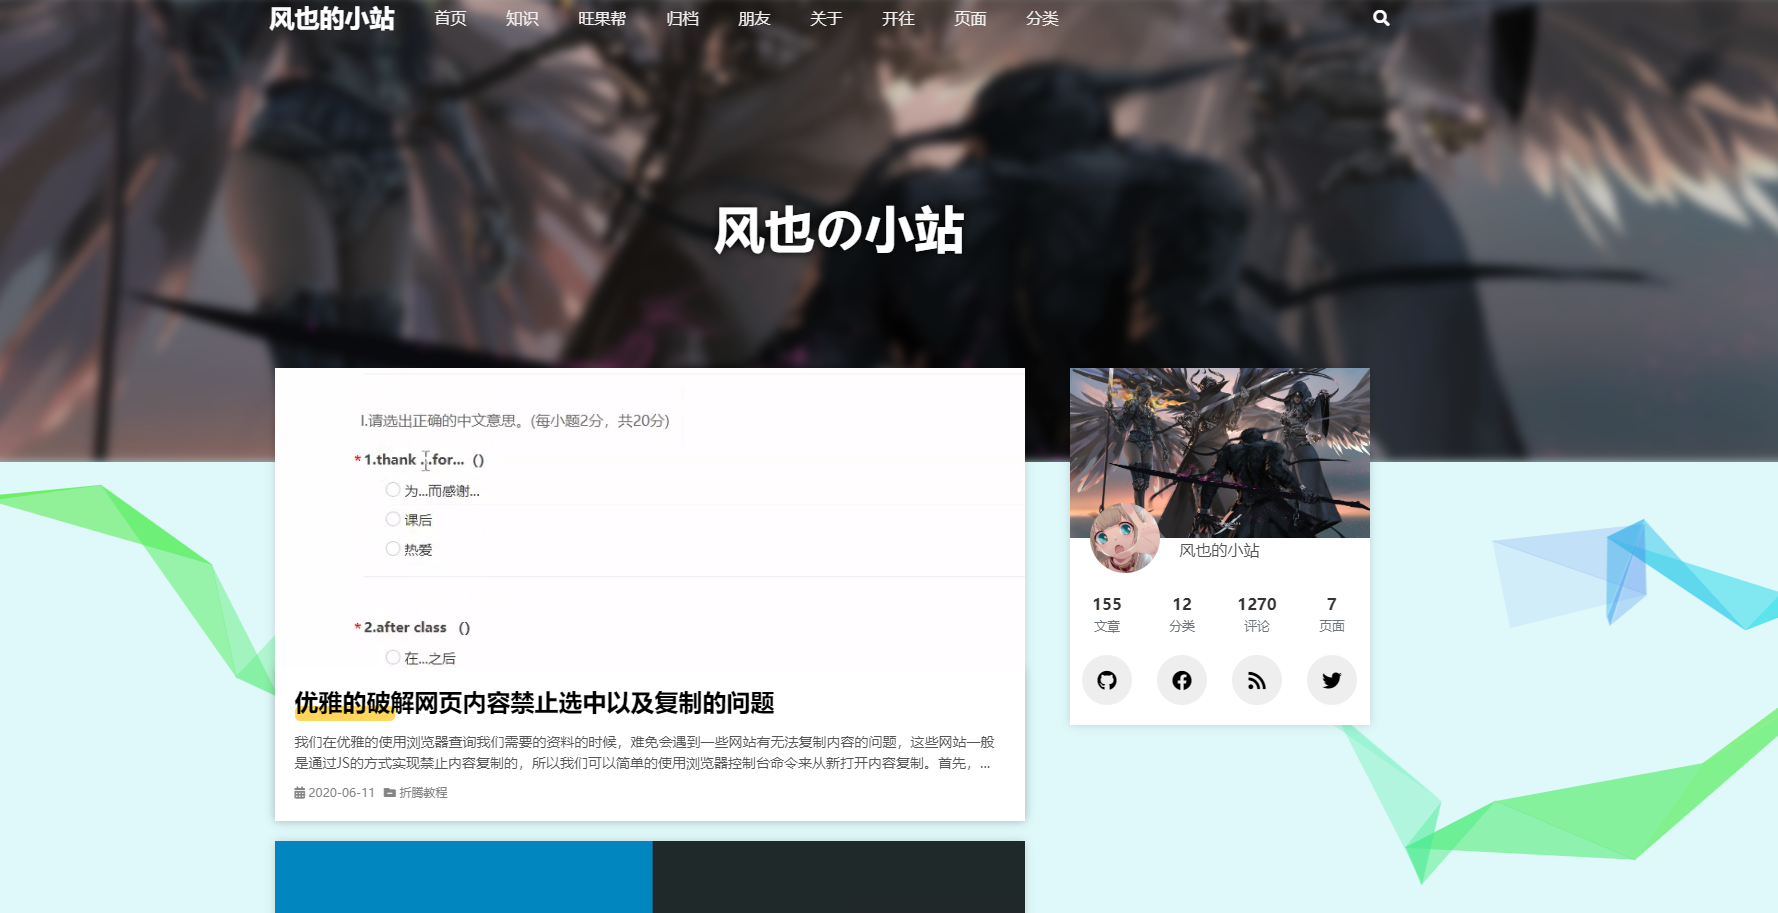 风也的小站 首页 知识 旺果帮 归档 朋友 关于 开往 页面 分类
风也の小站
I.请选出正确的中文意思。(每小题2分，共20分)
*1.thank ...for... ()
为...而感谢...
课后
热爱
*2.after class ()
在...之后
优雅的破解网页内容禁止选中以及复制的问题
我们在优雅的使用浏览器查询我们需要的资料的时候，难免会遇到一些网站有无法复制内容的问题，这些网站一般
是通过JS的方式实现禁止内容复制的，所以我们可以简单的使用浏览器控制台命令来从新打开内容复制。首先，...
2020-06-11 折腾教程
风也的小站
155 12 1270 7
文章 分类 评论 页面